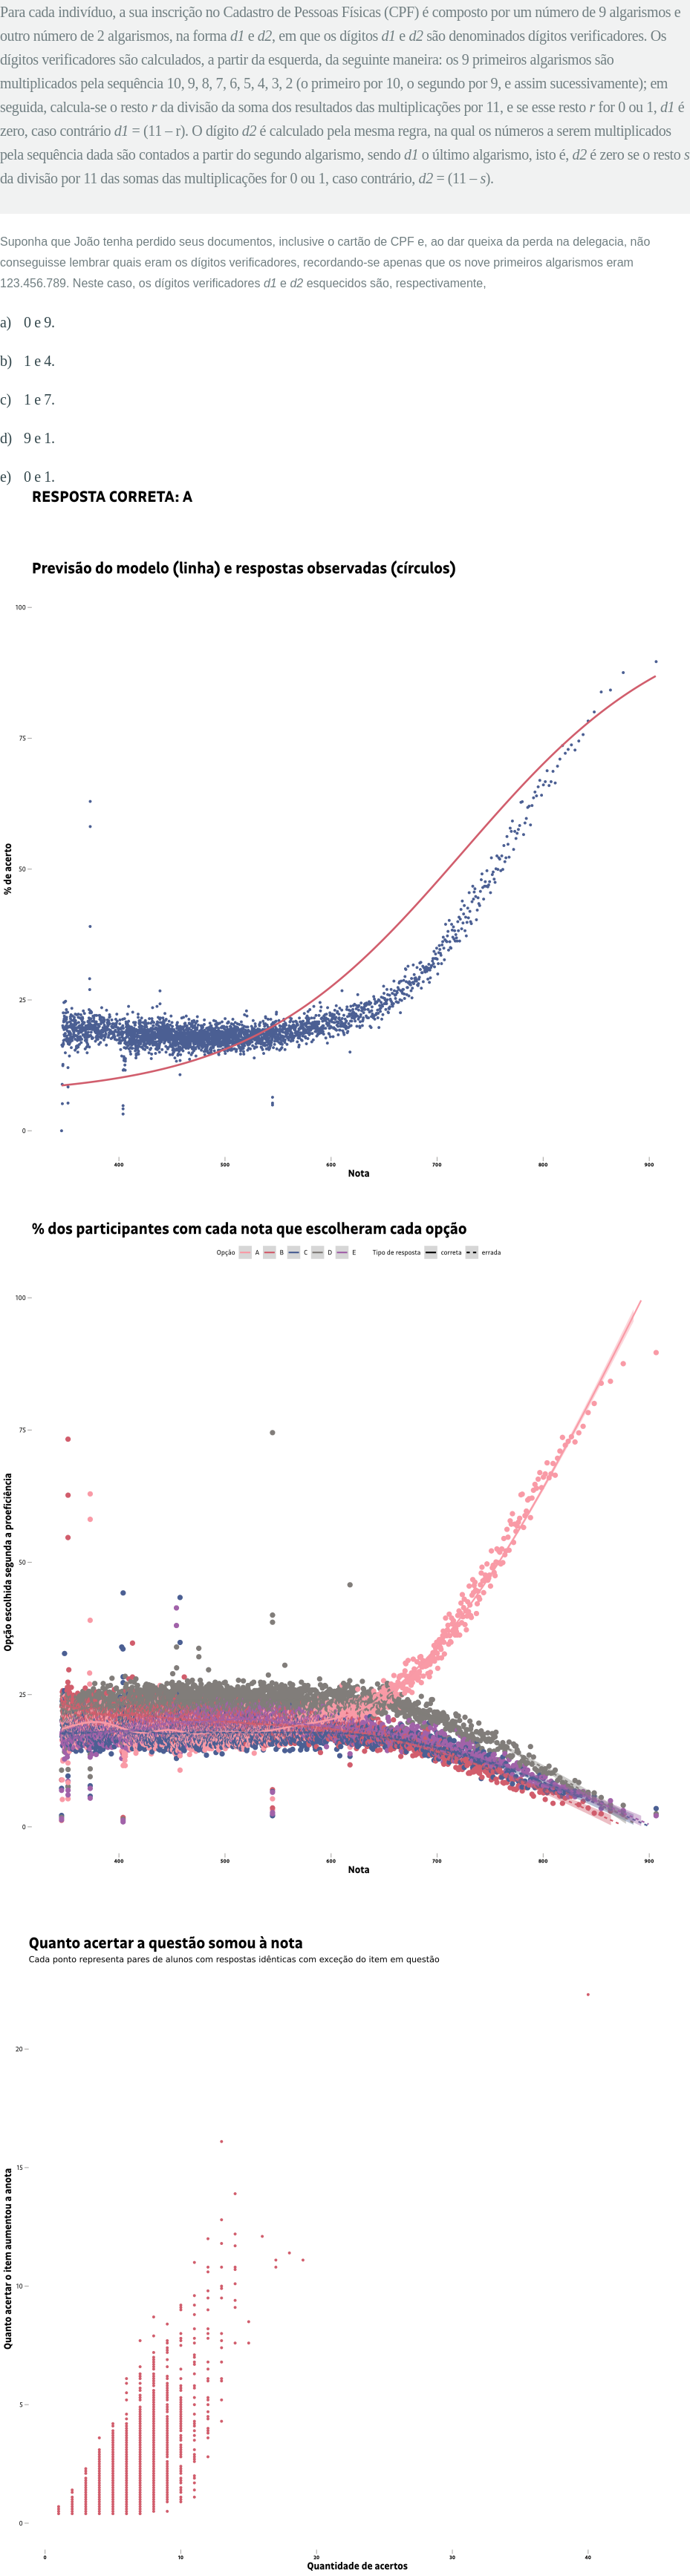 Para cada indivíduo, a sua inscrição no Cadastro de Pessoas Físicas (CPF) é composto por um número de 9 algarismos e
outro número de 2 algarismos, na forma d1 e d2, em que os dígitos d1 e d2 são denominados dígitos verificadores. Os
dígitos verificadores são calculados, a partir da esquerda, da seguinte maneira: os 9 primeiros algarismos são
multiplicados pela sequência 10, 9, 8, 7, 6, 5, 4, 3, 2 (o primeiro por 10, o segundo por 9, e assim sucessivamente); em
seguida, calcula-se o resto r da divisão da soma dos resultados das multiplicações por 11, e se esse resto r for 0 ou 1, d1 é
zero, caso contrário d1 = (11 – r). O dígito d2 é calculado pela mesma regra, na qual os números a serem multiplicados
pela sequência dada são contados a partir do segundo algarismo, sendo d1 o último algarismo, isto é, d2 é zero se o resto s
da divisão por 11 das somas das multiplicações for 0 ou 1, caso contrário, d2 = (11 – s).
Suponha que João tenha perdido seus documentos, inclusive o cartão de CPF e, ao dar queixa da perda na delegacia, não
conseguisse lembrar quais eram os dígitos verificadores, recordando-se apenas que os nove primeiros algarismos eram
123.456.789. Neste caso, os dígitos verificadores d1 e d2 esquecidos são, respectivamente,
a) 0 e 9.
b) 1 e 4.
c) 1 e 7.
d) 9 e 1.
e) 0 e 1.
RESPOSTA CORRETA: A
Previsão do modelo (linha) e respostas observadas (círculos)
100
75
50
25
0
% de acerto
400 500 600 700 800 900
Nota
% dos participantes com cada nota que escolheram cada opção
Opção A B C D E Tipo de resposta correta errada
100
75
50
25
0
Opção escolhida segunda a proeficiência
400 500 600 700 800 900
Nota
Quanto acertar a questão somou à nota
Cada ponto representa pares de alunos com respostas idênticas com exceção do item em questão
20
15
10
5
0
Quanto acertar o item aumentou a anota
0 10 20 30 40
Quantidade de acertos